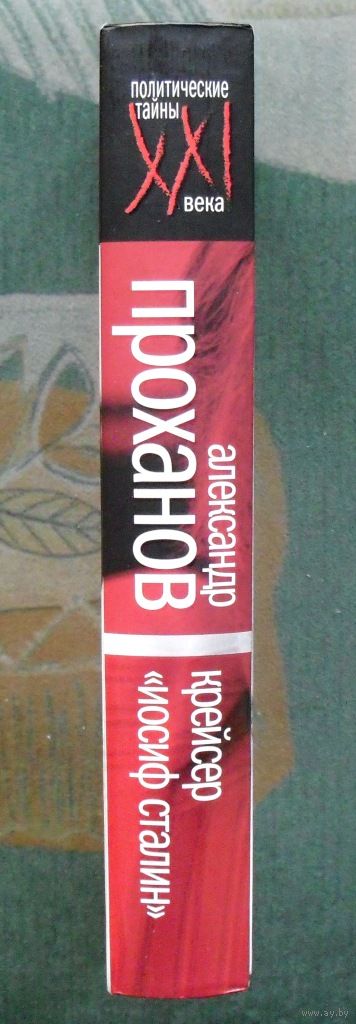 политические
тайны
XXI
века
александр
проханов
крейсер
«иосиф сталин»
www.ay.by